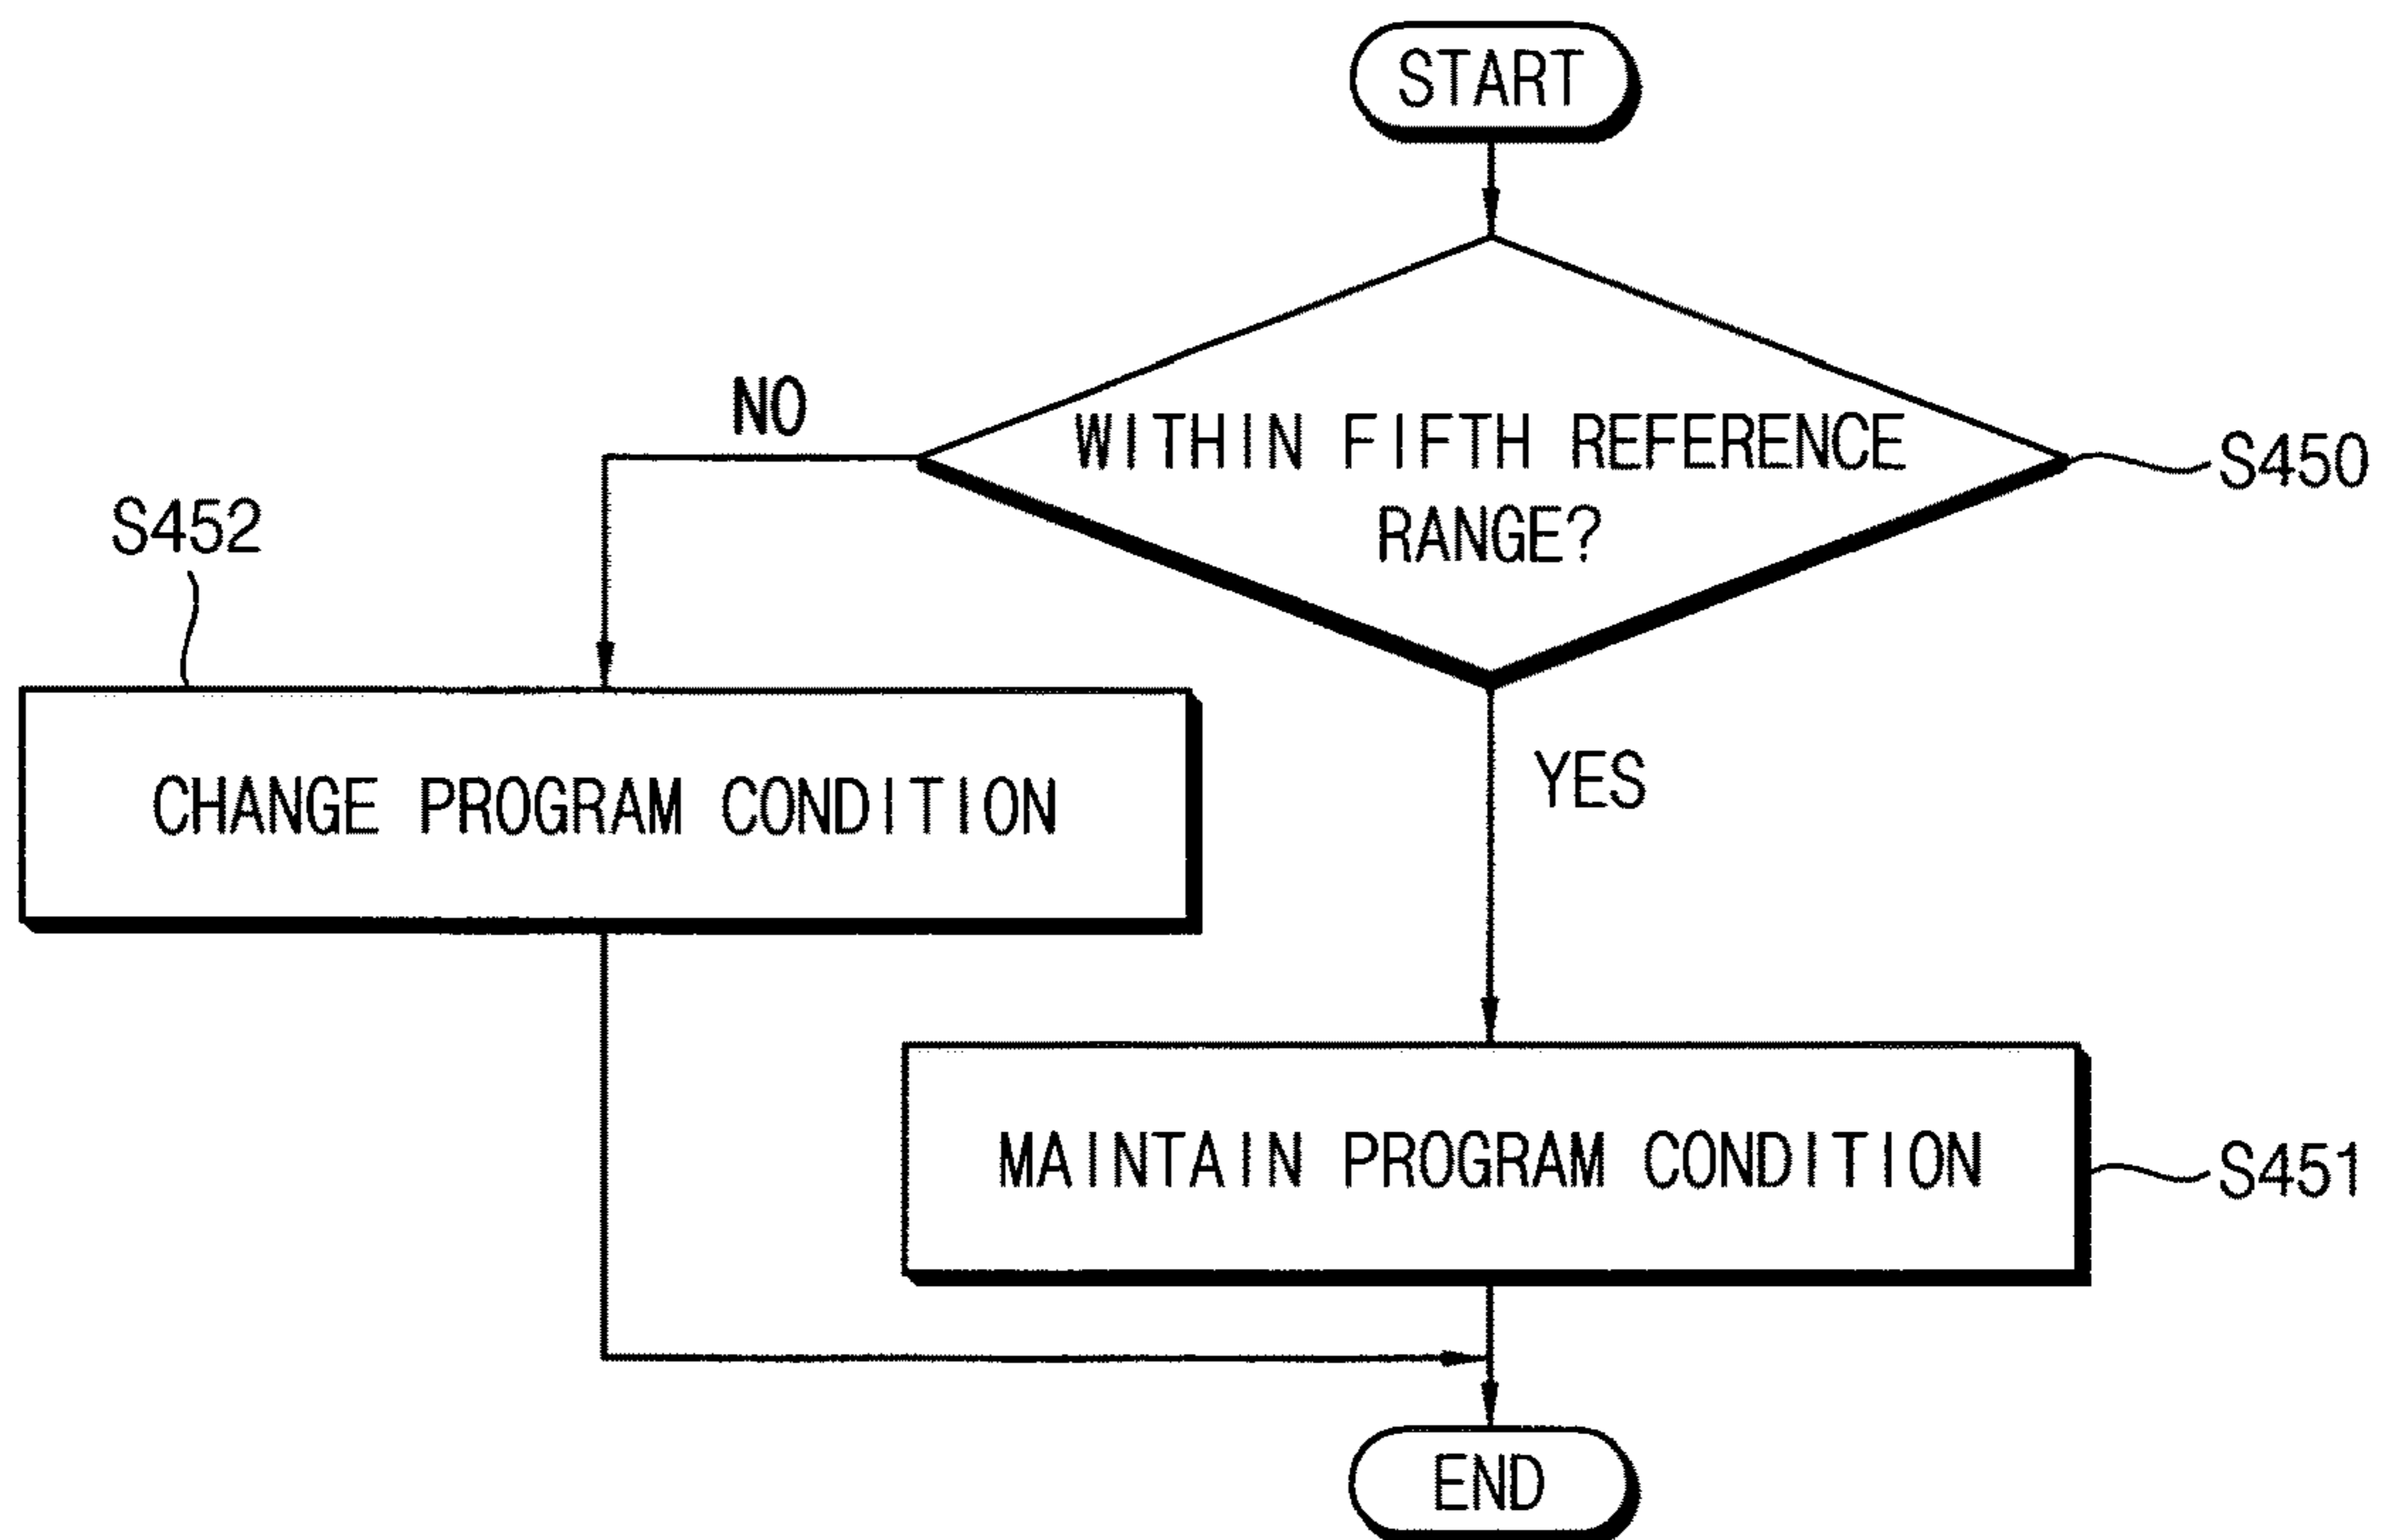 START
WITHIN FIFTH REFERENCE
RANGE?
S450
NO
S452
CHANGE PROGRAM CONDITION
YES
MAINTAIN PROGRAM CONDITION
S451
END